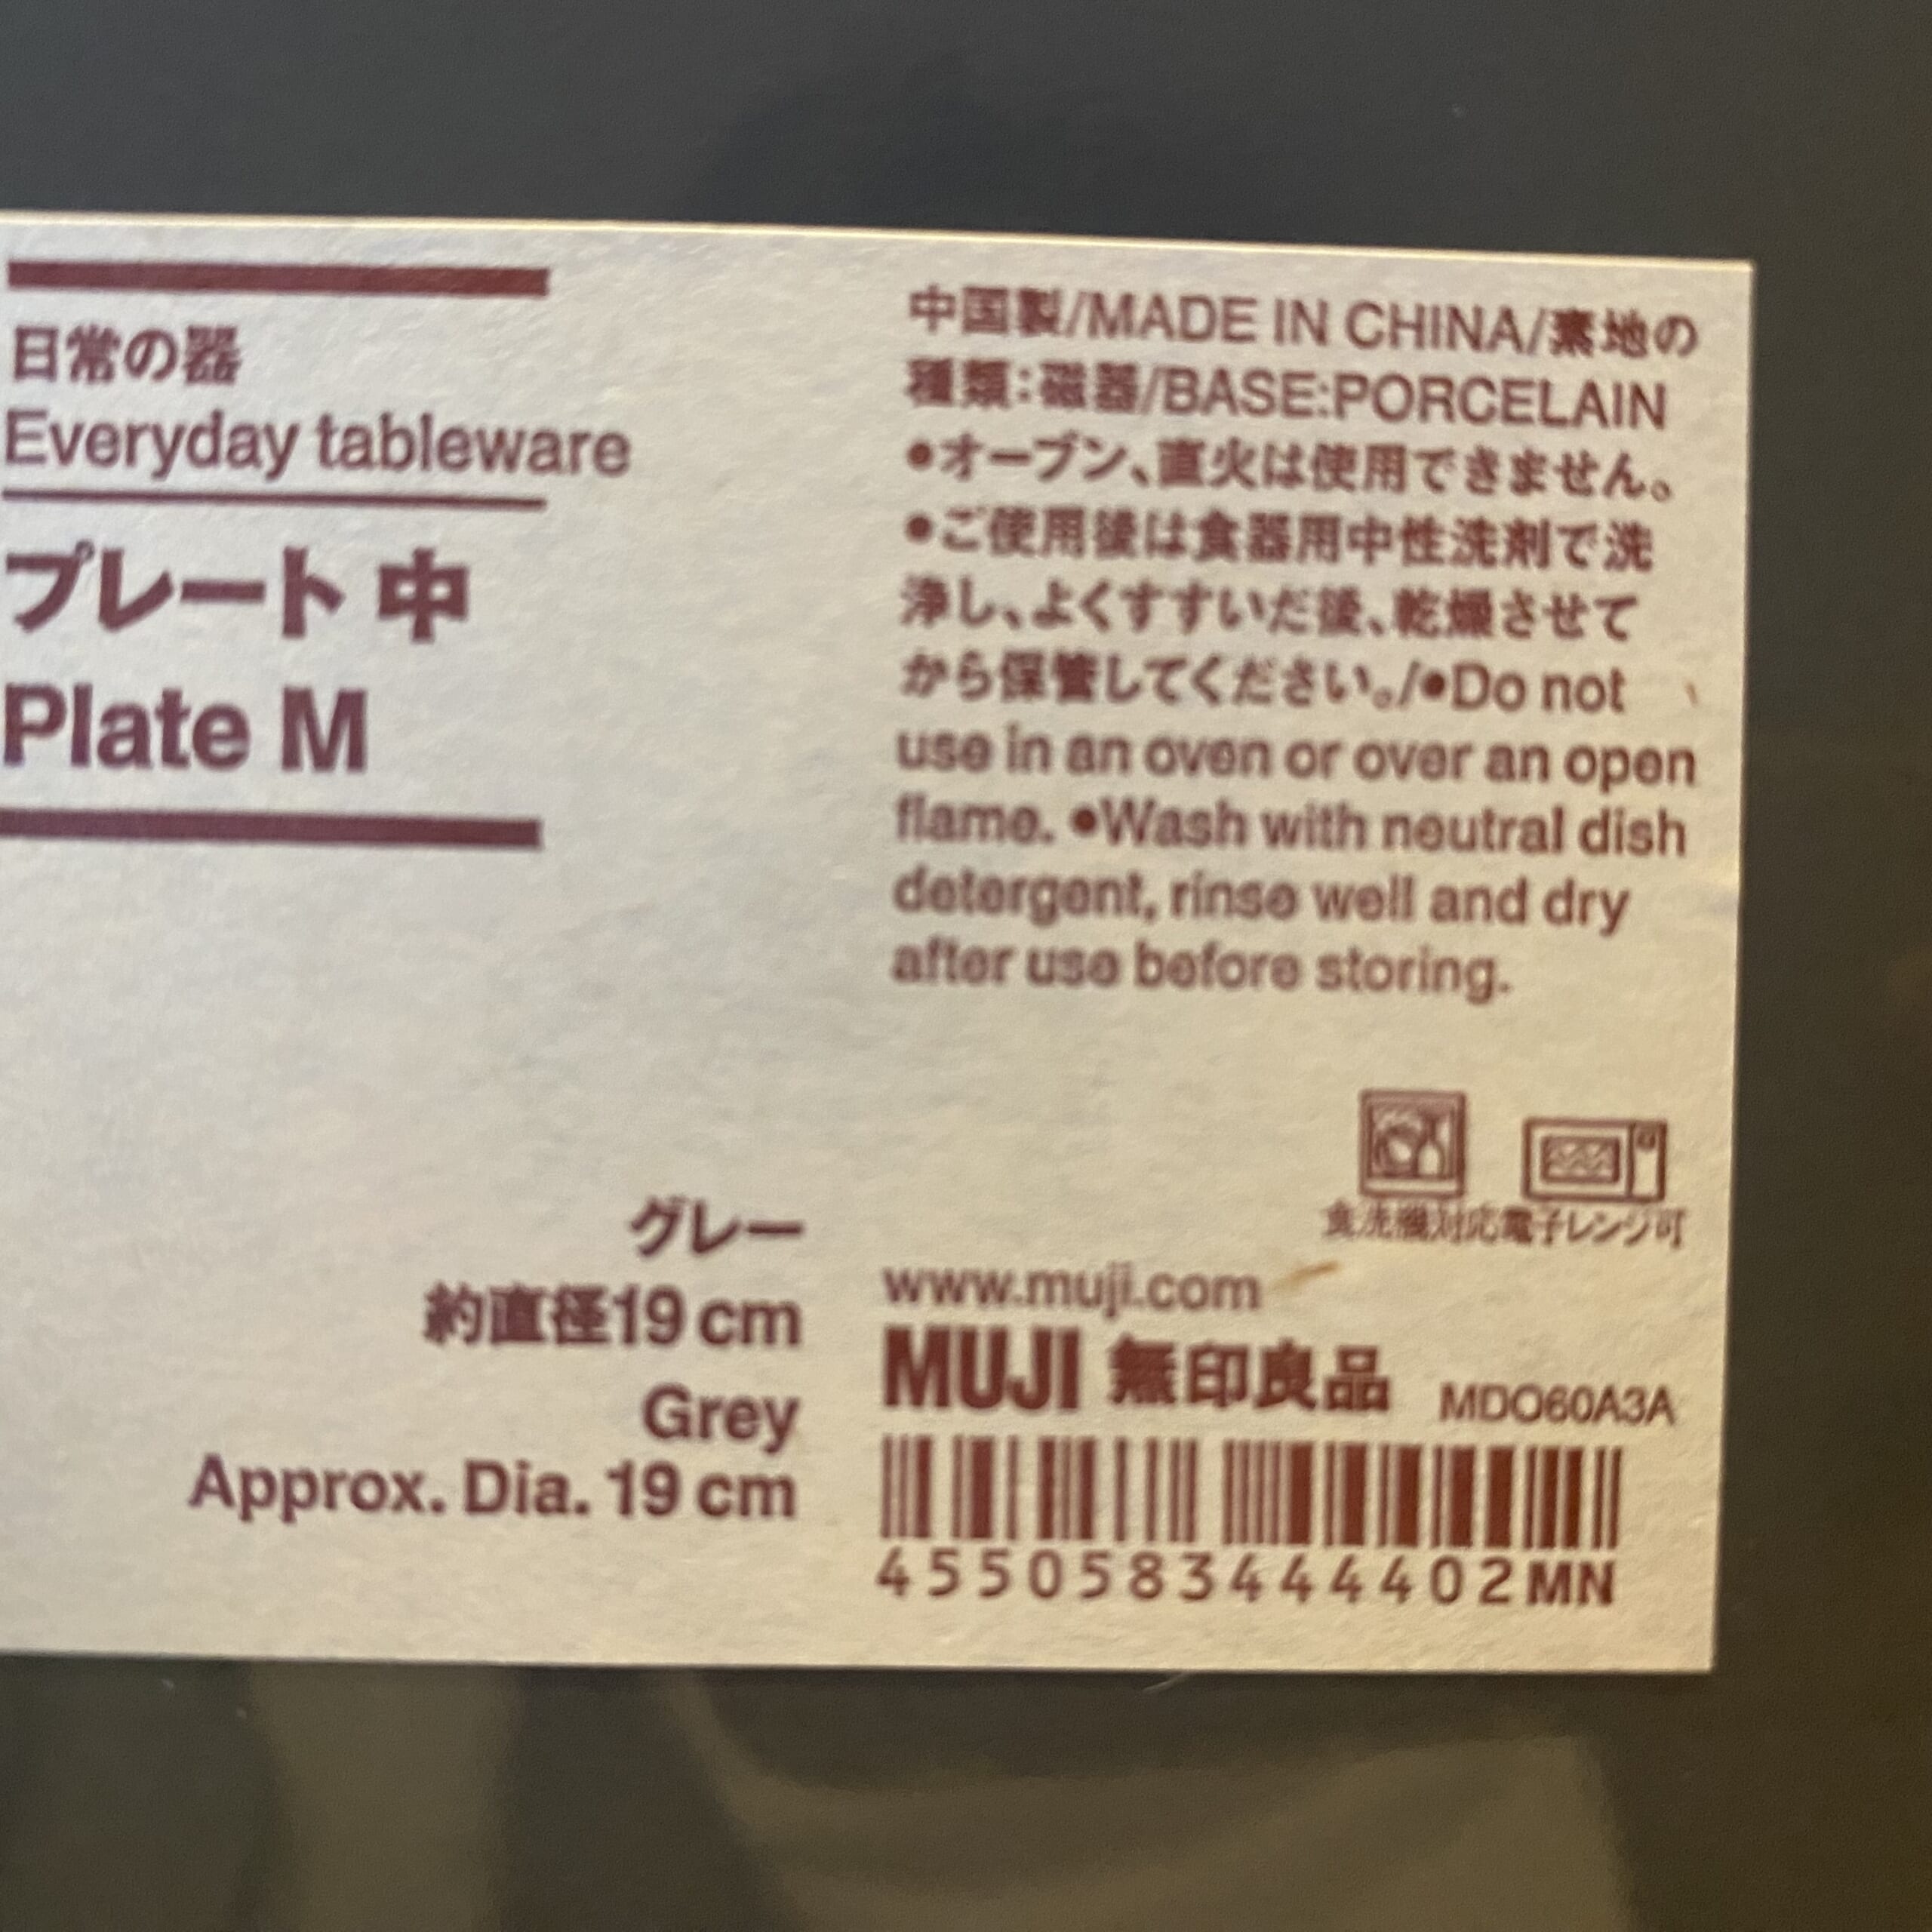 日常の器
Everyday tableware
プレート 中
Plate M
グレー
約直径19 cm
Grey
Approx. Dia. 19 cm
中国製/MADE IN CHINA/素地の
種類：磁器/BASE:PORCELAIN
●オーブン、直火は使用できません。
●ご使用後は食器用中性洗剤で洗
浄し、よくすすいだ後、乾燥させて
から保管してください。/●Do not
use in an oven or over an open
flame. ●Wash with neutral dish
detergent, rinse well and dry
after use before storing.
食洗機対応 電子レンジ可
www.muji.com
MUJI 無印良品 MDO60A3A
4550583444402MN